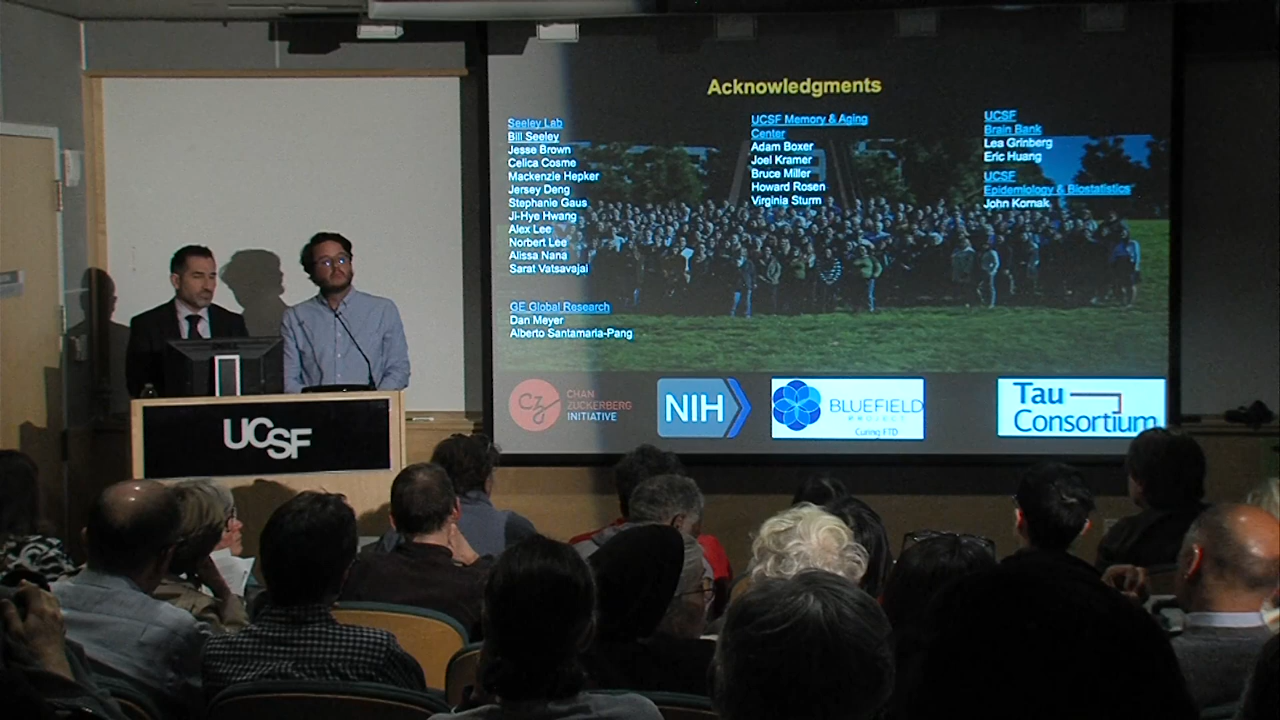 Acknowledgments
Seeley Lab
Bill Seeley
Jesse Brown
Celica Cosme
Mackenzie Hepker
Jersey Deng
Stephanie Gaus
Ji-Hye Hwang
Alex Lee
Norbert Lee
Alissa Nana
Sarat Vatsavajai
GE Global Research
Dan Meyer
Alberto Santamaria-Pang
UCSF Memory & Aging
Center
Adam Boxer
Joel Kramer
Bruce Miller
Howard Rosen
Virginia Sturm
UCSF
Brain Bank
Lea Grinberg
Eric Huang
UCSF
Epidemiology & Biostatistics
John Kornak
CZ
CHAN
ZUCKERBERG
INITIATIVE
NIH
BLUEFIELD
PROJECT
Curing FTD
Tau
Consortium
UCSF